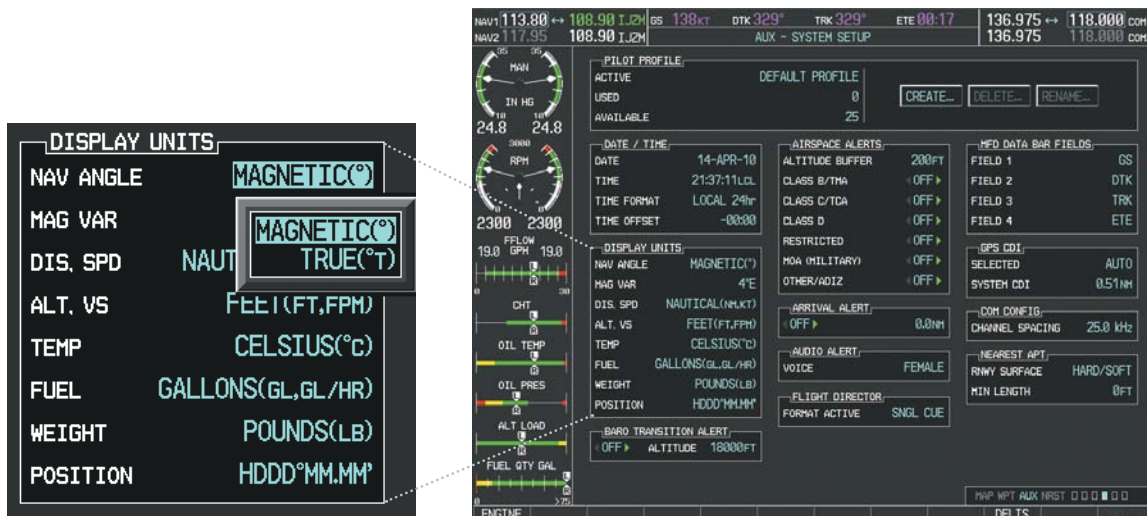 DISPLAY UNITS
NAV ANGLE MAGNETIC(°)
MAG VAR
MAGNETIC(°)
TRUE(°T)
DIS, SPD NAUT
ALT, VS FEET(FT,FPM)
TEMP CELSIUS(°C)
FUEL GALLONS(GL,GL/HR)
WEIGHT POUNDS(LB)
POSITION HDDD°MM.MM'
NAV1 113.80 ↔ 108.90 IJZM GS 138KT DTK 329° TRK 329° ETE 00:17 136.975 ↔ 118.000 COM
NAV2 117.95 108.90 IJZM AUX - SYSTEM SETUP 136.975 118.000 COM
35 35
MAN
IN HG
10 10
24.8 24.8
3000
RPM
2300 2300
FFLOW
19.0 GPH 19.0
L
R
0 30
CHT
L
R
OIL TEMP
L
R
OIL PRES
L
R
ALT LOAD
L
R
FUEL QTY GAL
L
R
0 >75
ENGINE
PILOT PROFILE
ACTIVE DEFAULT PROFILE
USED 0
AVAILABLE 25
CREATE… DELETE… RENAME…
DATE / TIME
DATE 14-APR-10
TIME 21:37:11LCL
TIME FORMAT LOCAL 24hr
TIME OFFSET -00:00
DISPLAY UNITS
NAV ANGLE MAGNETIC(°)
MAG VAR 4°E
DIS, SPD NAUTICAL(NM,KT)
ALT, VS FEET(FT,FPM)
TEMP CELSIUS(°C)
FUEL GALLONS(GL,GL/HR)
WEIGHT POUNDS(LB)
POSITION HDDD°MM.MM'
BARO TRANSITION ALERT
OFF ALTITUDE 18000FT
AIRSPACE ALERTS
ALTITUDE BUFFER 200FT
CLASS B/TMA OFF
CLASS C/TCA OFF
CLASS D OFF
RESTRICTED OFF
MOA (MILITARY) OFF
OTHER/ADIZ OFF
ARRIVAL ALERT
OFF 0.0NM
AUDIO ALERT
VOICE FEMALE
FLIGHT DIRECTOR
FORMAT ACTIVE SNGL CUE
MFD DATA BAR FIELDS
FIELD 1 GS
FIELD 2 DTK
FIELD 3 TRK
FIELD 4 ETE
GPS CDI
SELECTED AUTO
SYSTEM CDI 0.51NM
COM CONFIG
CHANNEL SPACING 25.0 kHz
NEAREST APT
RNWY SURFACE HARD/SOFT
MIN LENGTH 0FT
MAP WPT AUX NRST
DFLTS